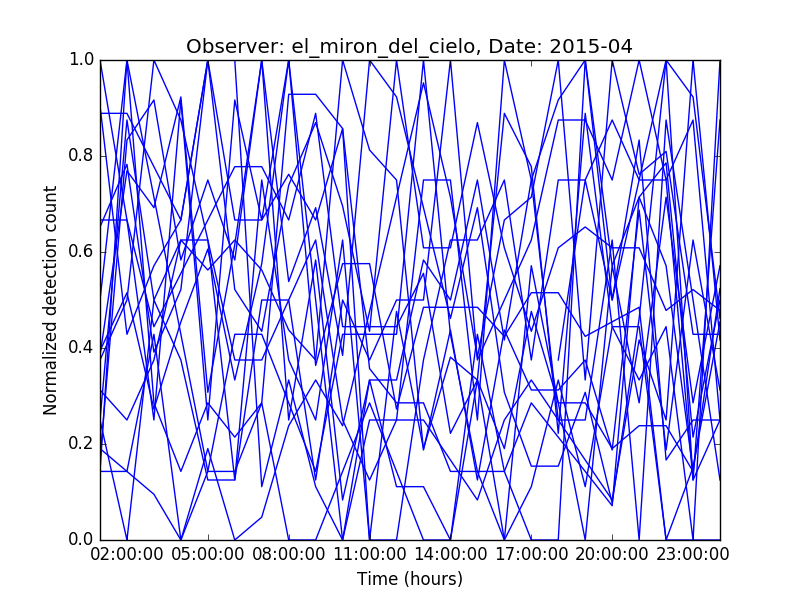 Observer: el_miron_del_cielo, Date: 2015-04
Normalized detection count
1.0
0.8
0.6
0.4
0.2
0.0
02:00:00 05:00:00 08:00:00 11:00:00 14:00:00 17:00:00 20:00:00 23:00:00
Time (hours)